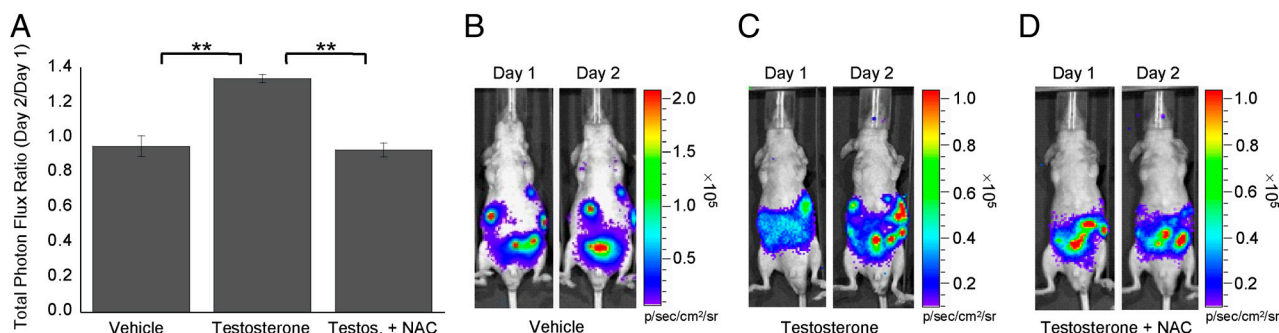 A
B
C
D
Total Photon Flux Ratio (Day 2/Day 1)
1.4
1.2
1.0
0.8
0.6
0.4
0.2
0.0
**
**
Vehicle
Testosterone
Testos. + NAC
Day 1
Day 2
2.0
1.5
1.0
0.5
×10⁵
p/sec/cm²/sr
Vehicle
Day 1
Day 2
1.0
0.8
0.6
0.4
0.2
×10⁵
p/sec/cm²/sr
Testosterone
Day 1
Day 2
1.0
0.8
0.6
0.4
0.2
×10⁵
p/sec/cm²/sr
Testosterone + NAC